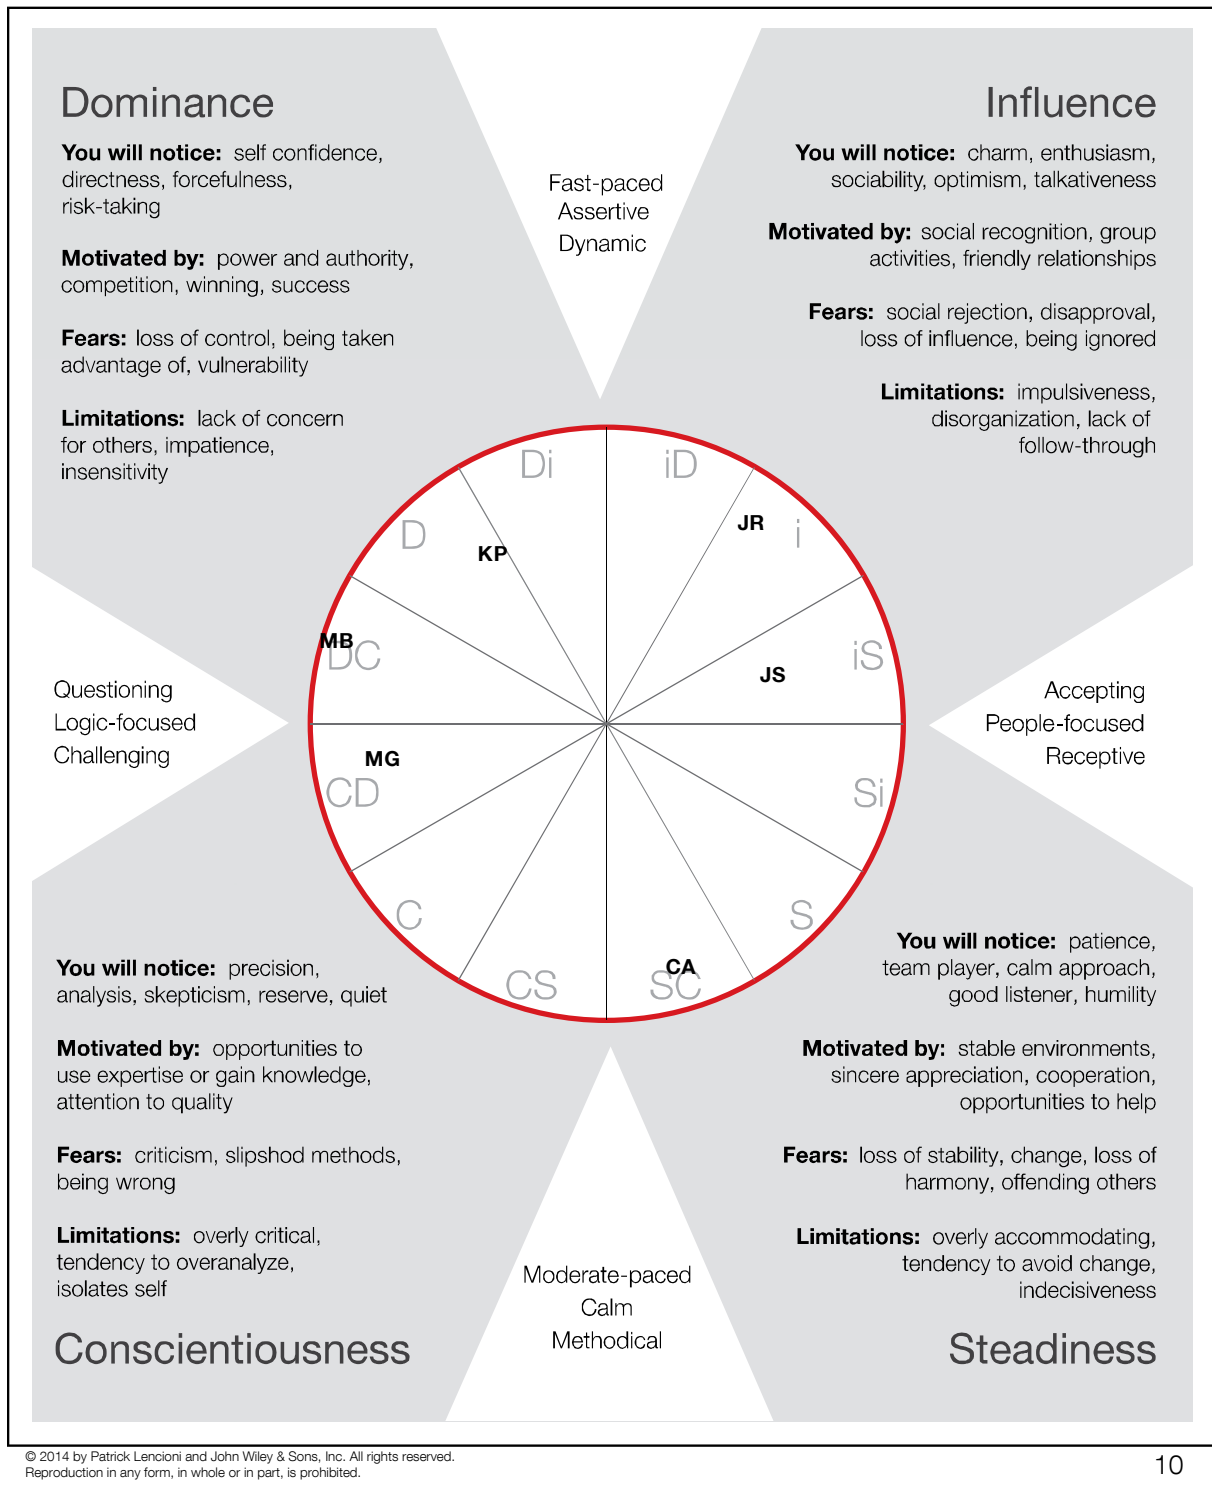 Dominance
You will notice: self confidence,
directness, forcefulness,
risk-taking
Motivated by: power and authority,
competition, winning, success
Fears: loss of control, being taken
advantage of, vulnerability
Limitations: lack of concern
for others, impatience,
insensitivity
Fast-paced
Assertive
Dynamic
Influence
You will notice: charm, enthusiasm,
sociability, optimism, talkativeness
Motivated by: social recognition, group
activities, friendly relationships
Fears: social rejection, disapproval,
loss of influence, being ignored
Limitations: impulsiveness,
disorganization, lack of
follow-through
Di
iD
D
KP
JR
i
MB
DC
JS
iS
Questioning
Logic-focused
Challenging
Accepting
People-focused
Receptive
MG
CD
Si
C
S
CS
CA
SC
You will notice: precision,
analysis, skepticism, reserve, quiet
Motivated by: opportunities to
use expertise or gain knowledge,
attention to quality
Fears: criticism, slipshod methods,
being wrong
Limitations: overly critical,
tendency to overanalyze,
isolates self
Conscientiousness
Moderate-paced
Calm
Methodical
You will notice: patience,
team player, calm approach,
good listener, humility
Motivated by: stable environments,
sincere appreciation, cooperation,
opportunities to help
Fears: loss of stability, change, loss of
harmony, offending others
Limitations: overly accommodating,
tendency to avoid change,
indecisiveness
Steadiness
© 2014 by Patrick Lencioni and John Wiley & Sons, Inc. All rights reserved.
Reproduction in any form, in whole or in part, is prohibited.
10